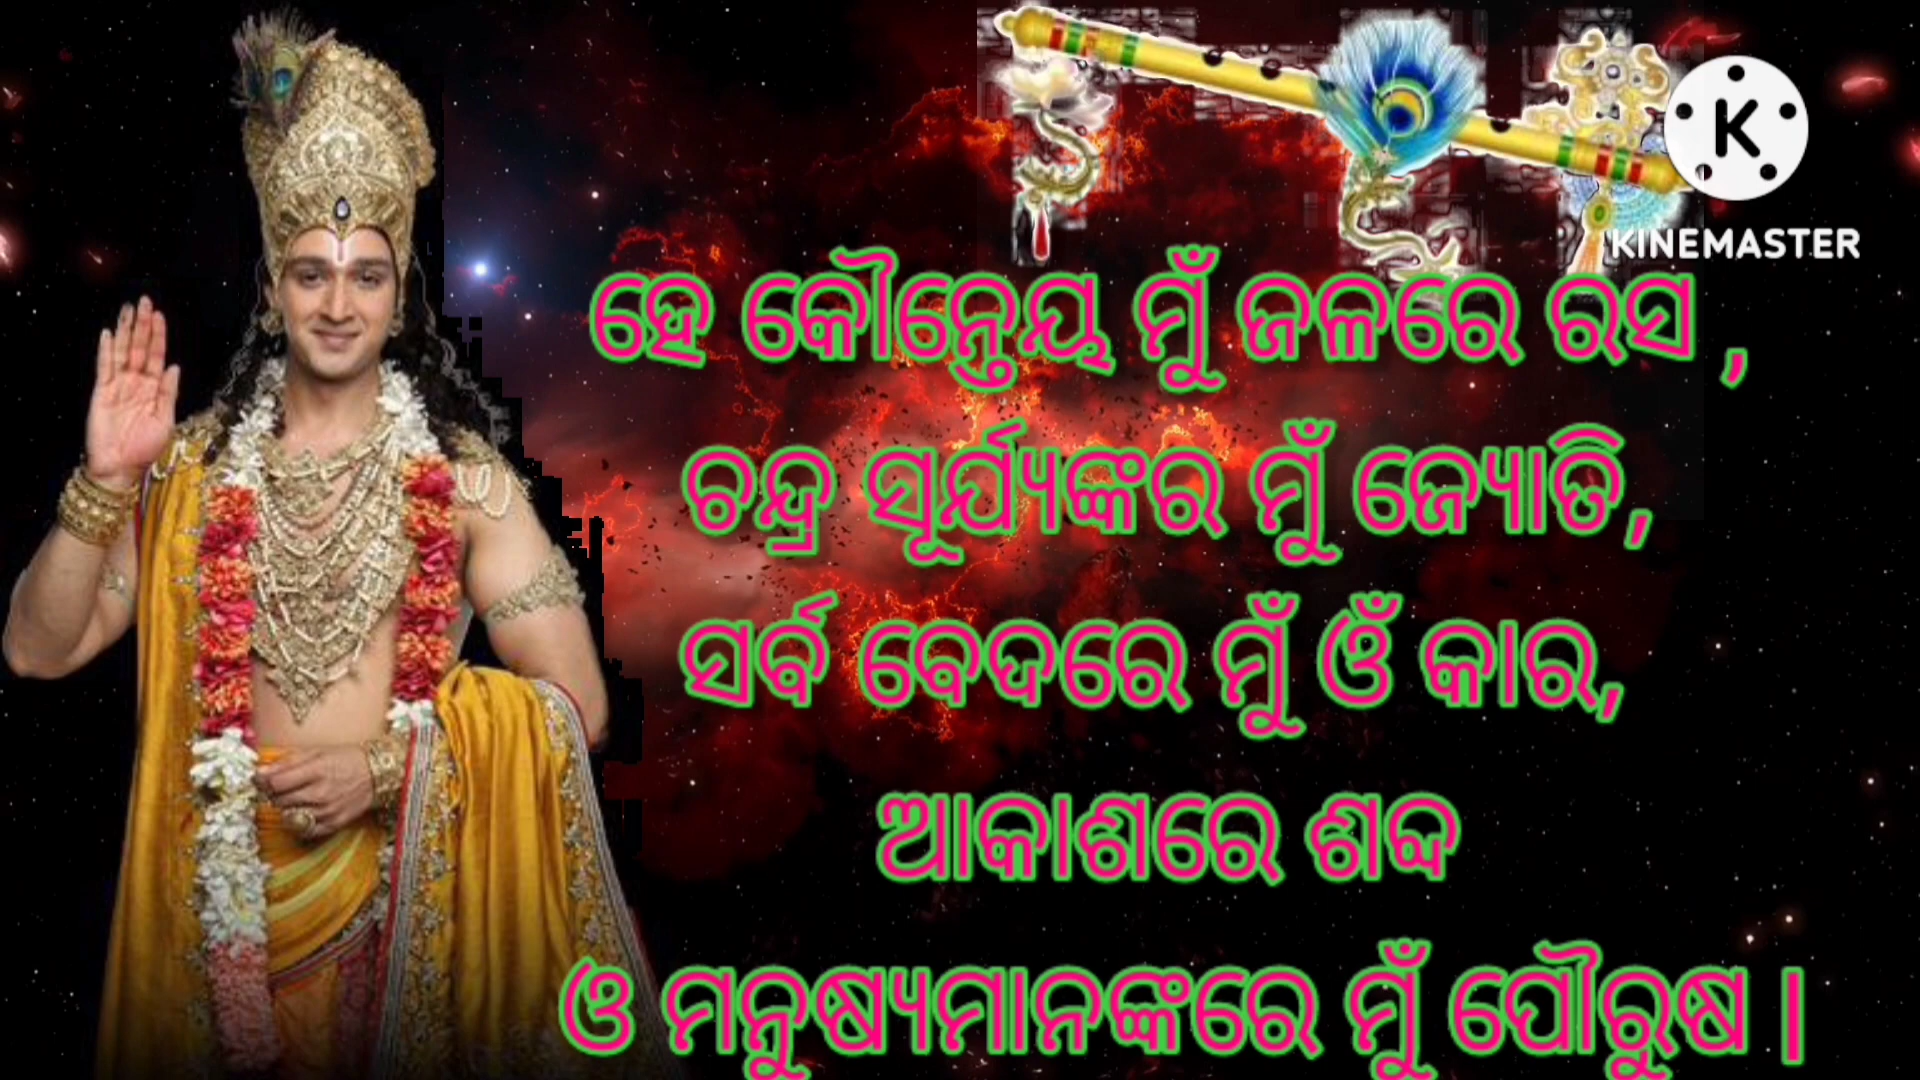 K
KINEMASTER
ହେ କୌନ୍ତେୟ ମୁଁ ଜଳରେ ରସ ,
ଚନ୍ଦ୍ର ସୂର୍ଯ୍ୟଙ୍କର ମୁଁ ଜ୍ୟୋତି,
ସର୍ବ ବେଦରେ ମୁଁ ଓଁ କାର,
ଆକାଶରେ ଶବ୍ଦ
ଓ ମନୁଷ୍ୟମାନଙ୍କରେ ମୁଁ ପୌରୁଷ |